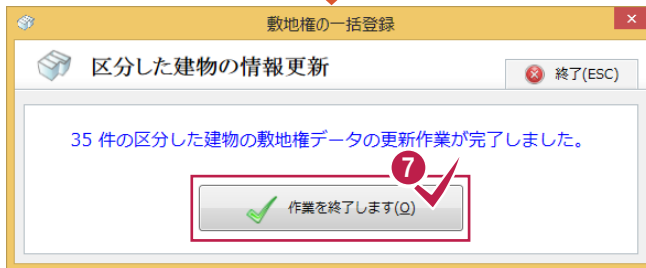 敷地権の一括登録
区分した建物の情報更新
終了(ESC)
35 件の区分した建物の敷地権データの更新作業が完了しました。
7
作業を終了します(O)